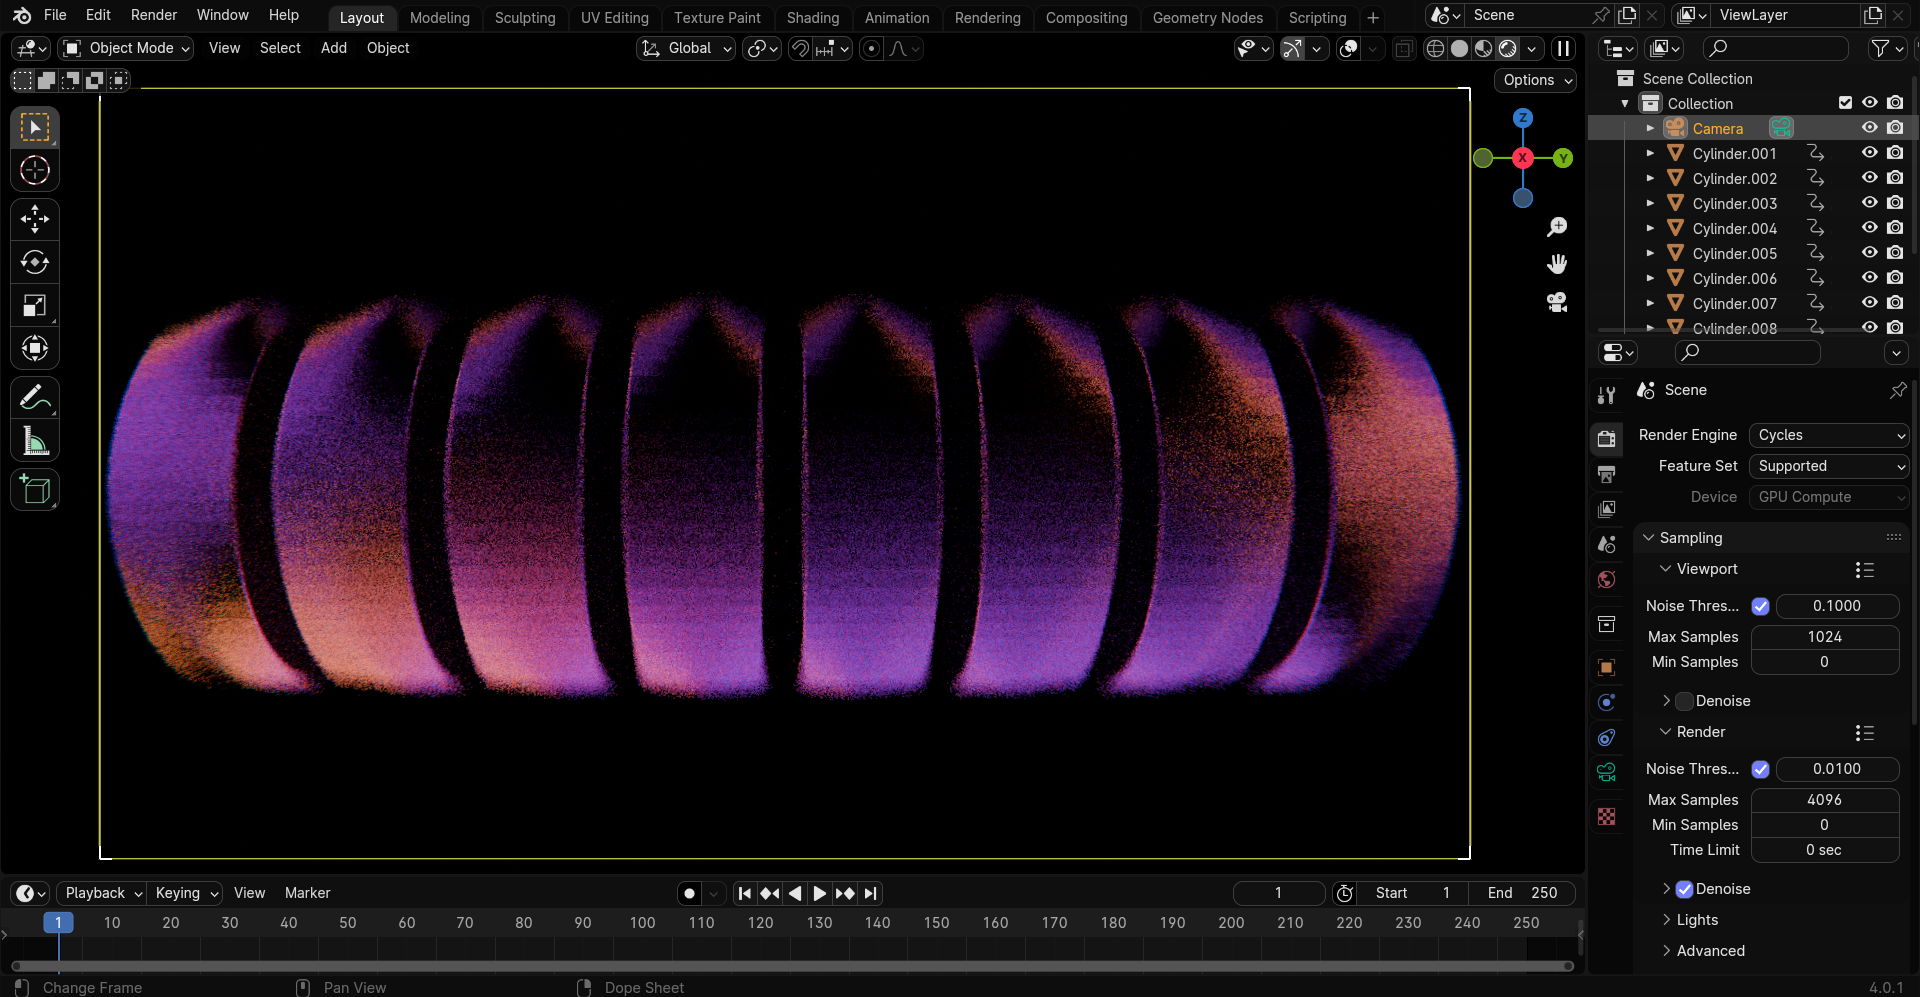 File Edit Render Window Help Layout Modeling Sculpting UV Editing Texture Paint Shading Animation Rendering Compositing Geometry Nodes Scripting + Scene ViewLayer
Object Mode View Select Add Object Global
Options
Z
X Y
Scene Collection
Collection
Camera
Cylinder.001
Cylinder.002
Cylinder.003
Cylinder.004
Cylinder.005
Cylinder.006
Cylinder.007
Cylinder.008
Scene
Render Engine Cycles
Feature Set Supported
Device GPU Compute
Sampling
Viewport
Noise Thres... 0.1000
Max Samples 1024
Min Samples 0
Denoise
Render
Noise Thres... 0.0100
Max Samples 4096
Min Samples 0
Time Limit 0 sec
Denoise
Lights
Advanced
Playback Keying View Marker 1 Start 1 End 250
1 10 20 30 40 50 60 70 80 90 100 110 120 130 140 150 160 170 180 190 200 210 220 230 240 250
Change Frame Pan View Dope Sheet 4.0.1